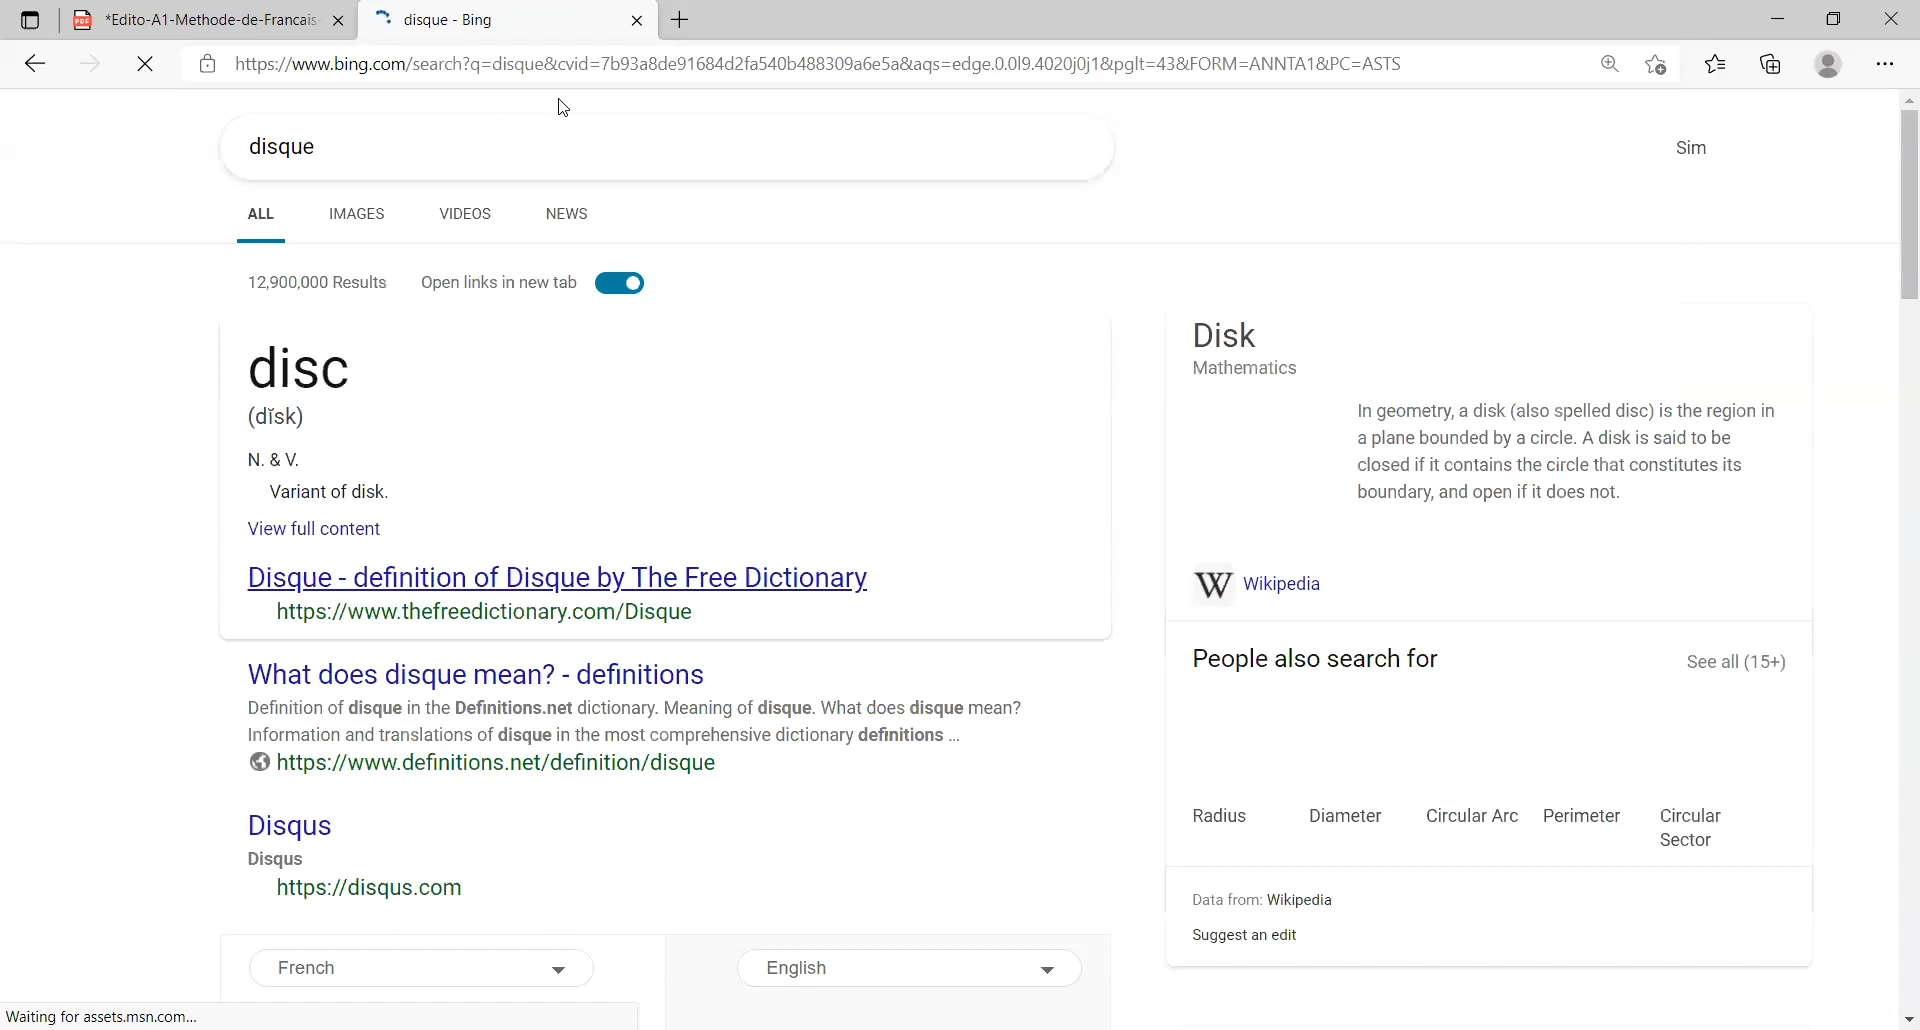 *Edito-A1-Methode-de-Francais-
disque - Bing
https://www.bing.com/search?q=disque&cvid=7b93a8de91684d2fa540b488309a6e5a&aqs=edge.0.0l9.4020j0j1&pglt=43&FORM=ANNTA1&PC=ASTS
disque
Sim
ALL IMAGES VIDEOS NEWS
12,900,000 Results Open links in new tab
disc
(dĭsk)
N. & V.
Variant of disk.
View full content
Disque - definition of Disque by The Free Dictionary
https://www.thefreedictionary.com/Disque
What does disque mean? - definitions
Definition of disque in the Definitions.net dictionary. Meaning of disque. What does disque mean?
Information and translations of disque in the most comprehensive dictionary definitions ...
https://www.definitions.net/definition/disque
Disqus
Disqus
https://disqus.com
French
English
Disk
Mathematics
In geometry, a disk (also spelled disc) is the region in
a plane bounded by a circle. A disk is said to be
closed if it contains the circle that constitutes its
boundary, and open if it does not.
W Wikipedia
People also search for See all (15+)
Radius Diameter Circular Arc Perimeter Circular
Sector
Data from: Wikipedia
Suggest an edit
Waiting for assets.msn.com...